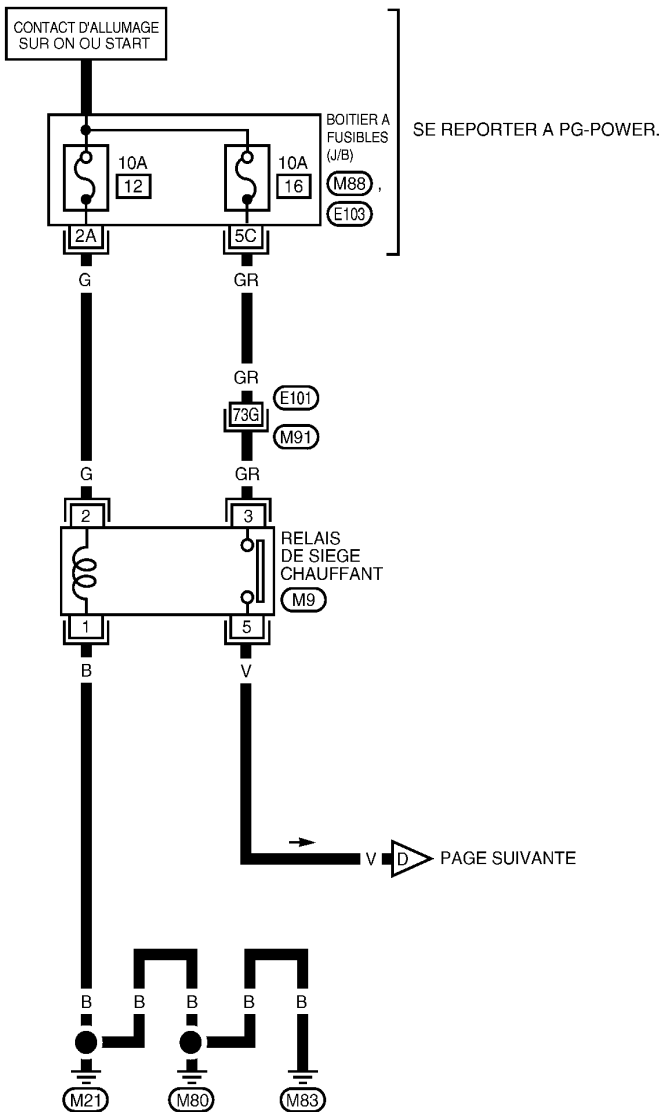 CONTACT D'ALLUMAGE
SUR ON OU START
BOITIER A
FUSIBLES
(J/B)
SE REPORTER A PG-POWER.
10A
12
10A
16
M88 ,
E103
2A
5C
G
GR
GR
E101
73G
M91
G
GR
2
3
RELAIS
DE SIEGE
CHAUFFANT
M9
1
5
B
V
V
D
PAGE SUIVANTE
B
B
B
B
B
M21
M80
M83